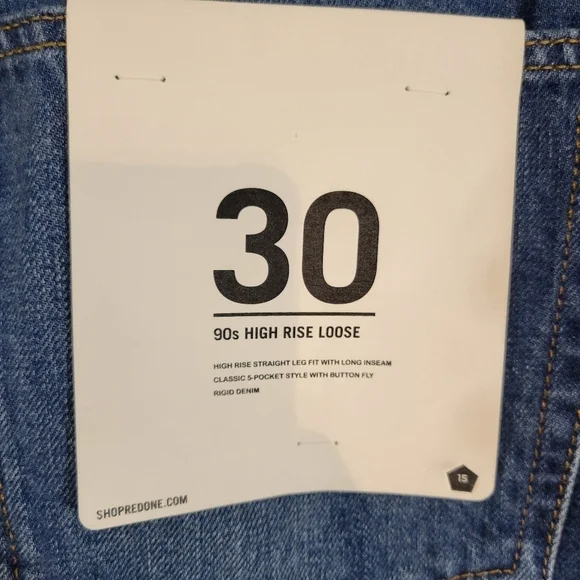 30
90s HIGH RISE LOOSE
HIGH RISE STRAIGHT LEG FIT WITH LONG INSEAM
CLASSIC 5-POCKET STYLE WITH BUTTON FLY
RIGID DENIM
SHOPREDONE.COM
15